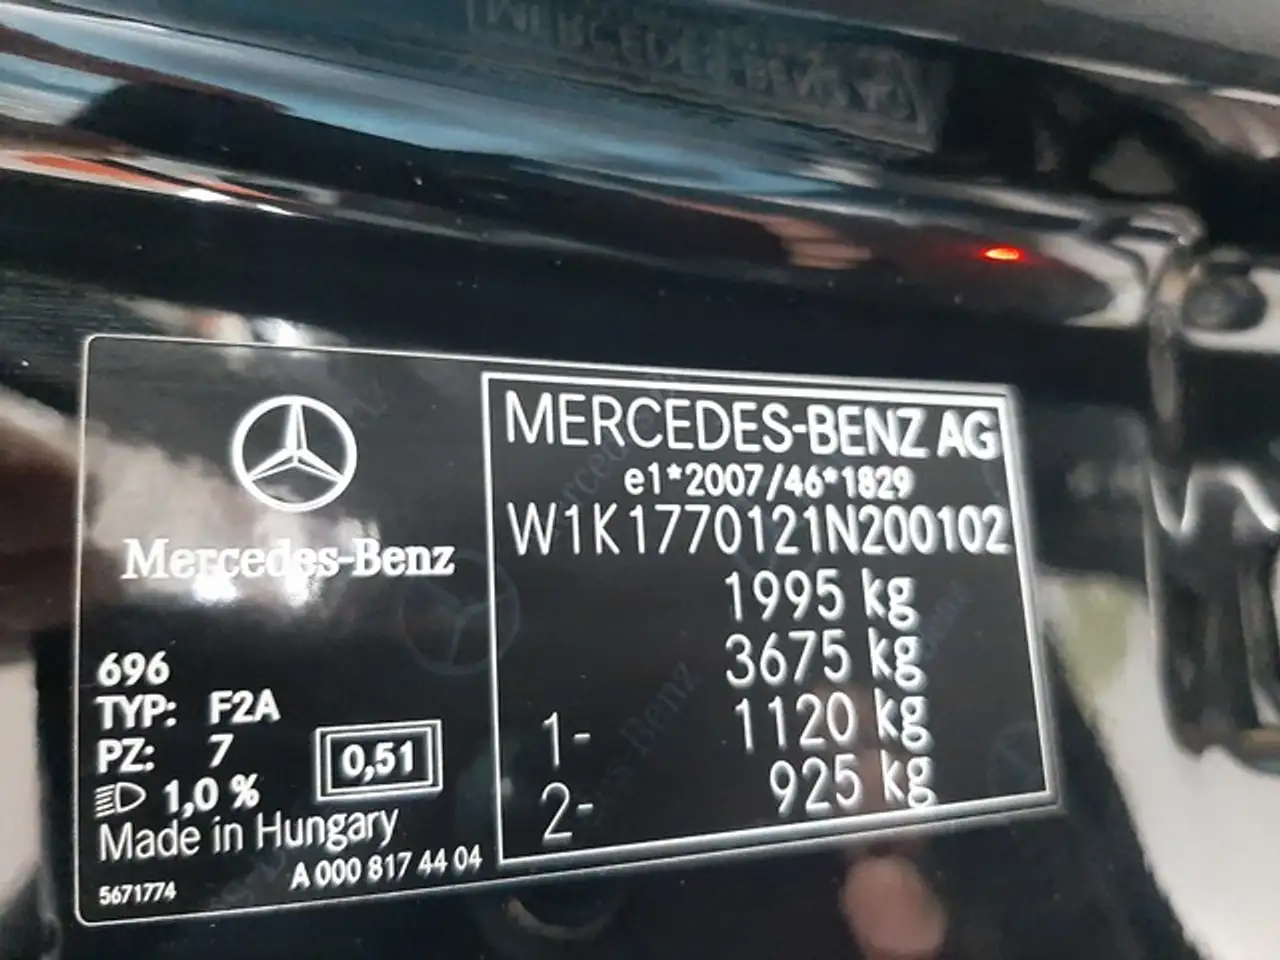 Mercedes-Benz
696
TYP: F2A
PZ: 7
1,0 %
0,51
Made in Hungary
A 000 817 44 04
5671774
MERCEDES-BENZ AG
e1*2007/46*1829
W1K1770121N200102
1995 kg
3675 kg
1- 1120 kg
2- 925 kg